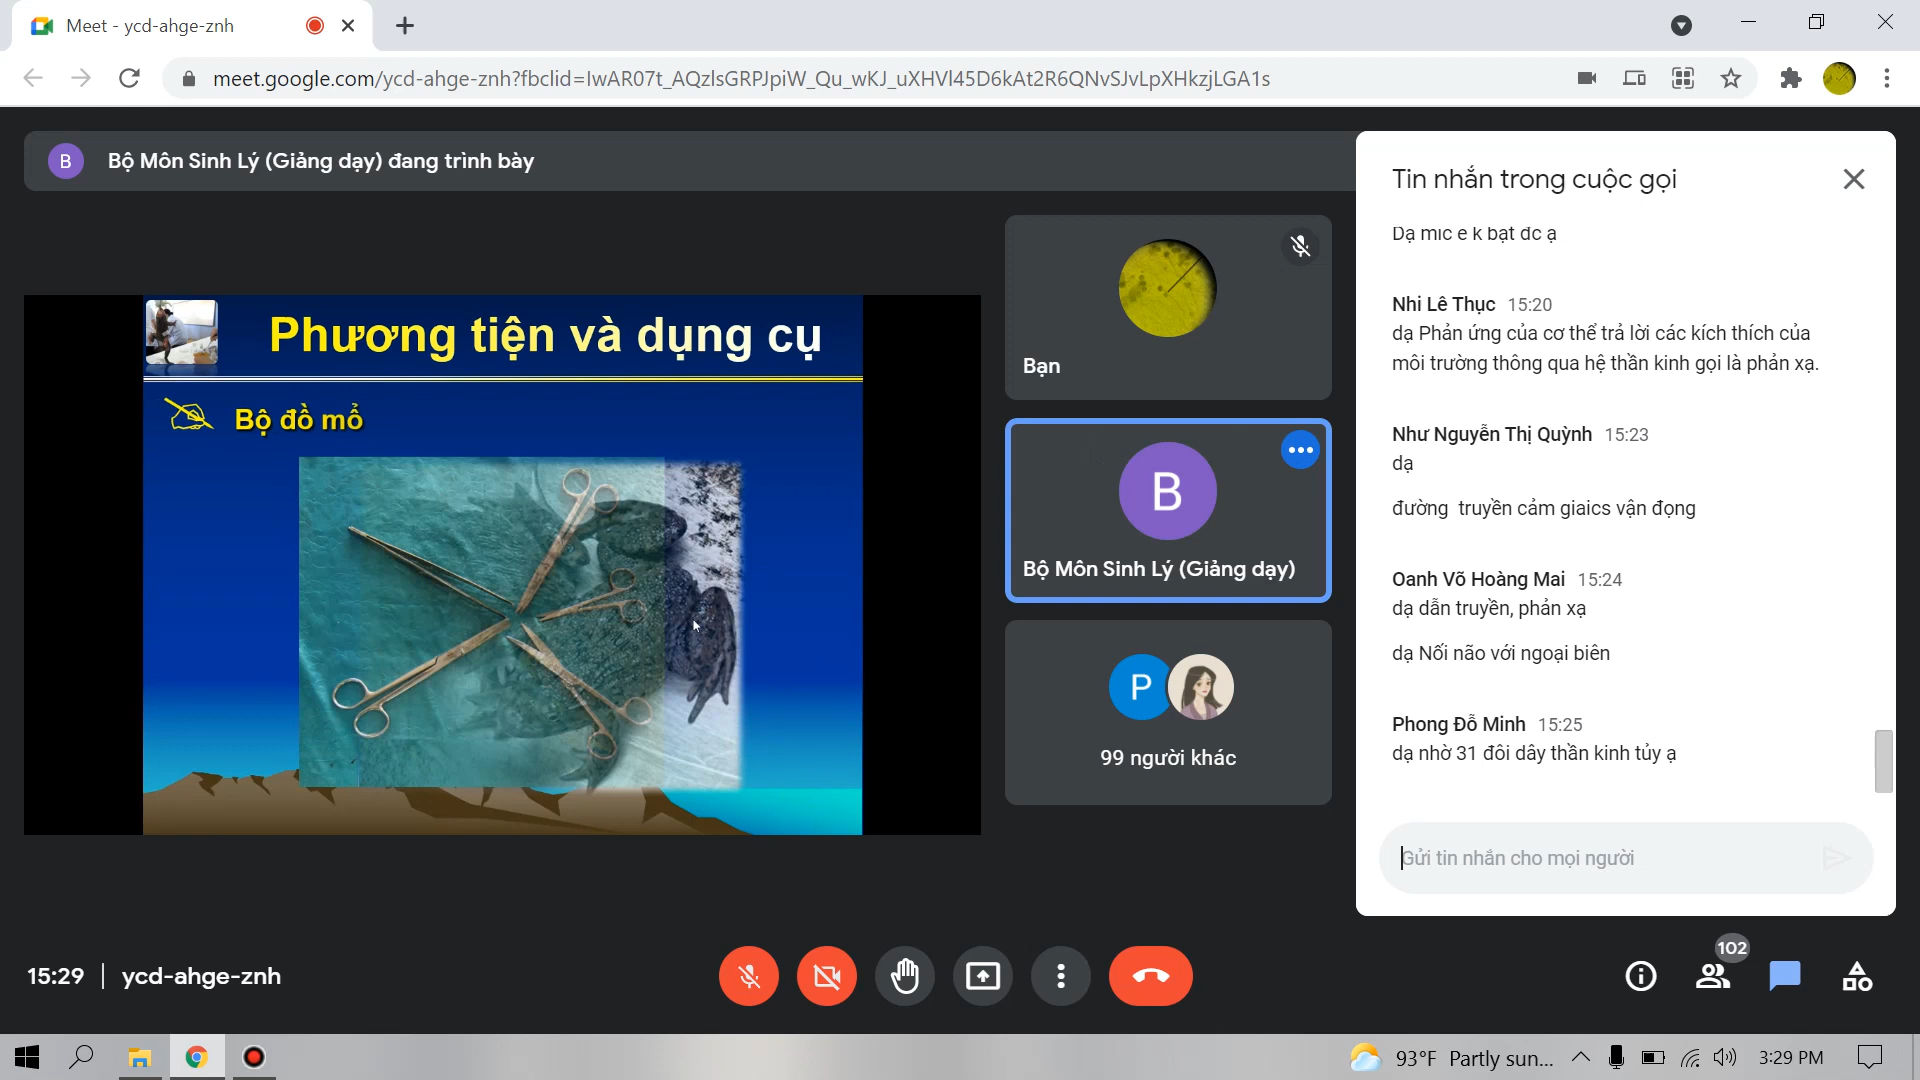 Meet - ycd-ahge-znh
meet.google.com/ycd-ahge-znh?fbclid=IwAR07t_AQzlsGRPJpiW_Qu_wKJ_uXHVl45D6kAt2R6QNvSJvLpXHkzjLGA1s
B
Bộ Môn Sinh Lý (Giảng dạy) đang trình bày
Phương tiện và dụng cụ
Bộ đồ mổ
Bạn
B
Bộ Môn Sinh Lý (Giảng dạy)
P
99 người khác
Tin nhắn trong cuộc gọi
Dạ mic e k bật đc ạ
Nhi Lê Thục 15:20
dạ Phản ứng của cơ thể trả lời các kích thích của
môi trường thông qua hệ thần kinh gọi là phản xạ.
Như Nguyễn Thị Quỳnh 15:23
dạ
đường truyền cảm giaics vận đọng
Oanh Võ Hoàng Mai 15:24
dạ dẫn truyền, phản xạ
dạ Nối não với ngoại biên
Phong Đỗ Minh 15:25
dạ nhờ 31 đôi dây thần kinh tủy ạ
Gửi tin nhắn cho mọi người
15:29 | ycd-ahge-znh
102
93°F Partly sun...
3:29 PM